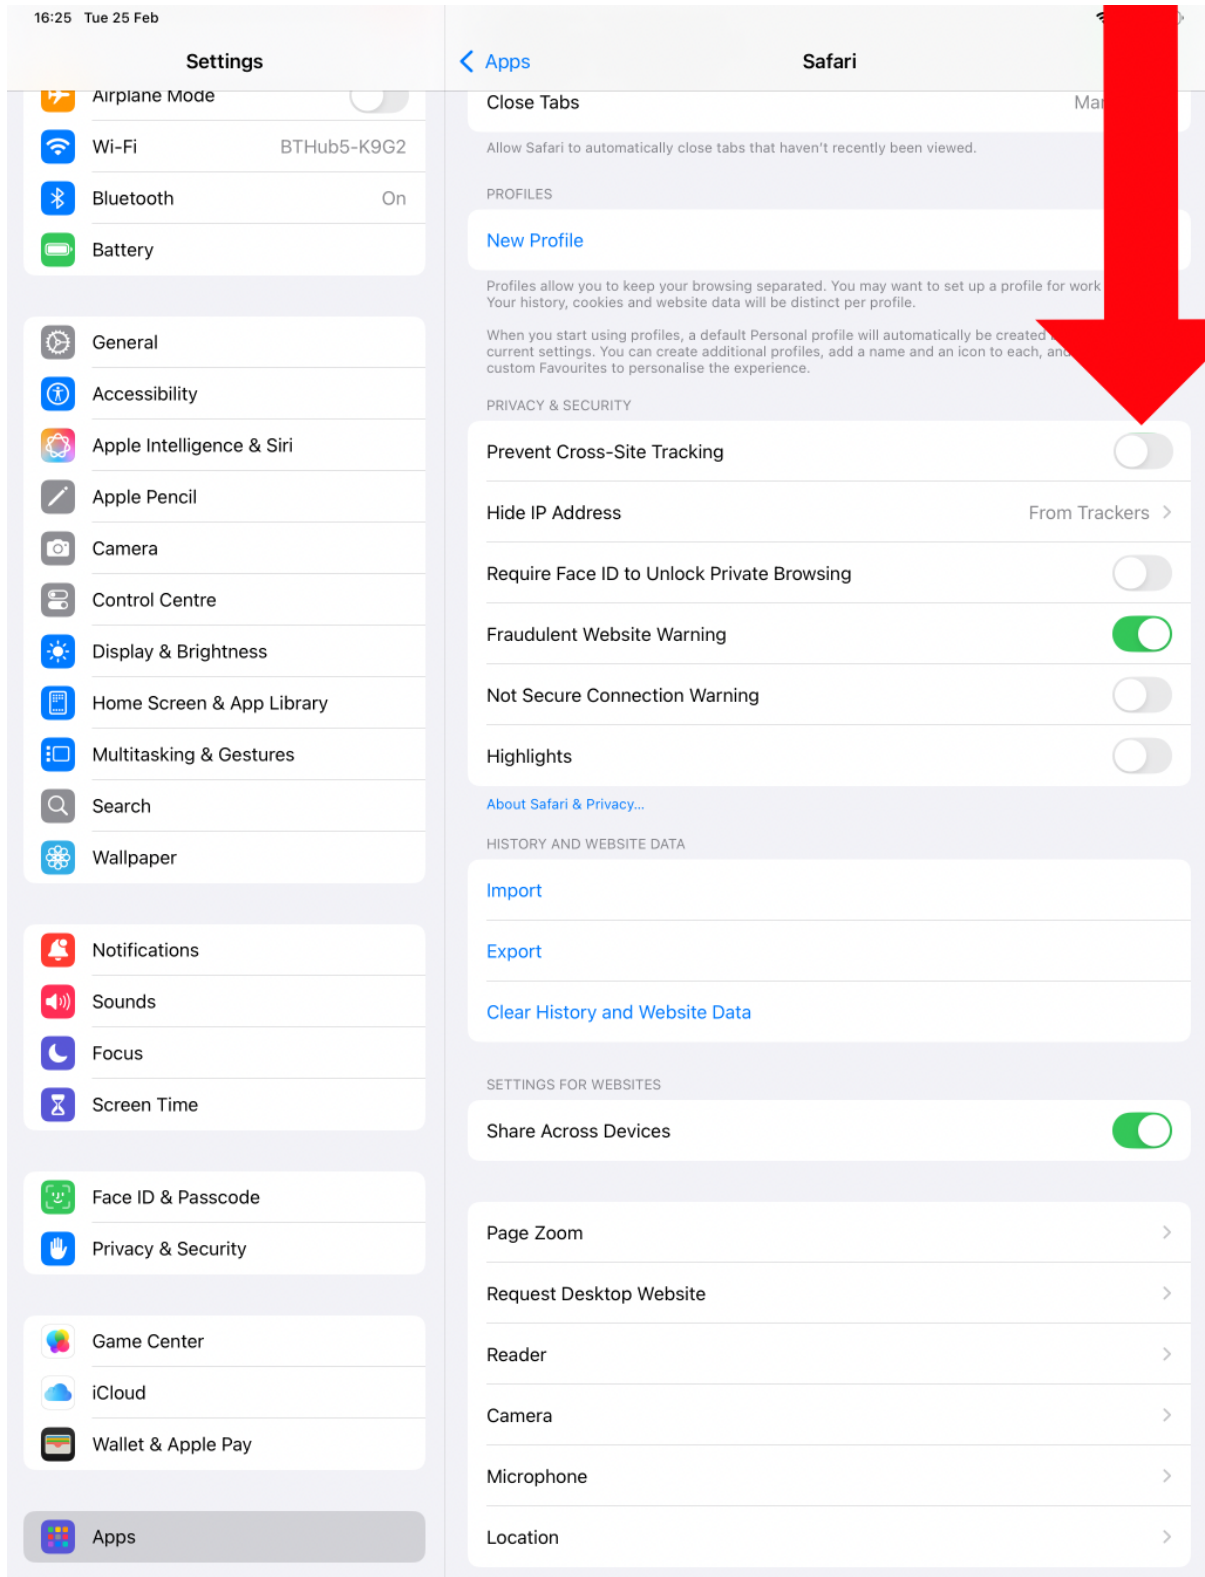 16:25 Tue 25 Feb
Settings
Airplane Mode
Wi-Fi BTHub5-K9G2
Bluetooth On
Battery
General
Accessibility
Apple Intelligence & Siri
Apple Pencil
Camera
Control Centre
Display & Brightness
Home Screen & App Library
Multitasking & Gestures
Search
Wallpaper
Notifications
Sounds
Focus
Screen Time
Face ID & Passcode
Privacy & Security
Game Center
iCloud
Wallet & Apple Pay
Apps
Apps Safari
Close Tabs
Allow Safari to automatically close tabs that haven't recently been viewed.
PROFILES
New Profile
Profiles allow you to keep your browsing separated. You may want to set up a profile for work
Your history, cookies and website data will be distinct per profile.
When you start using profiles, a default Personal profile will automatically be created
current settings. You can create additional profiles, add a name and an icon to each, and
custom Favourites to personalise the experience.
PRIVACY & SECURITY
Prevent Cross-Site Tracking
Hide IP Address From Trackers
Require Face ID to Unlock Private Browsing
Fraudulent Website Warning
Not Secure Connection Warning
Highlights
About Safari & Privacy...
HISTORY AND WEBSITE DATA
Import
Export
Clear History and Website Data
SETTINGS FOR WEBSITES
Share Across Devices
Page Zoom
Request Desktop Website
Reader
Camera
Microphone
Location